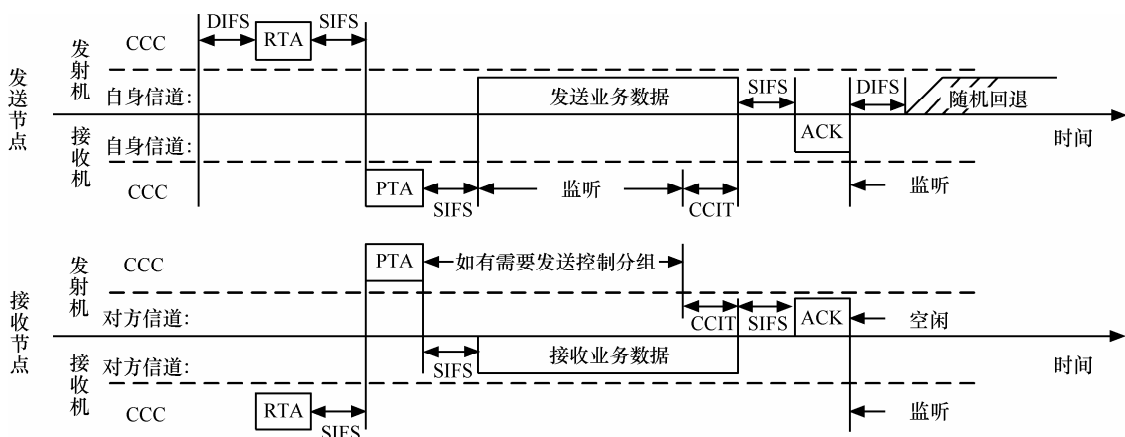 DIFS SIFS
CCC RTA
发射机
自身信道: 发送业务数据 SIFS DIFS 随机回退
发送节点
时间
接收机
自身信道: ACK
CCC PTA SIFS 监听 CCIT 监听
发射机
CCC PTA 如有需要发送控制分组
对方信道: CCIT SIFS ACK 空闲
接收节点
时间
接收机
对方信道: SIFS 接收业务数据
CCC RTA SIFS 监听